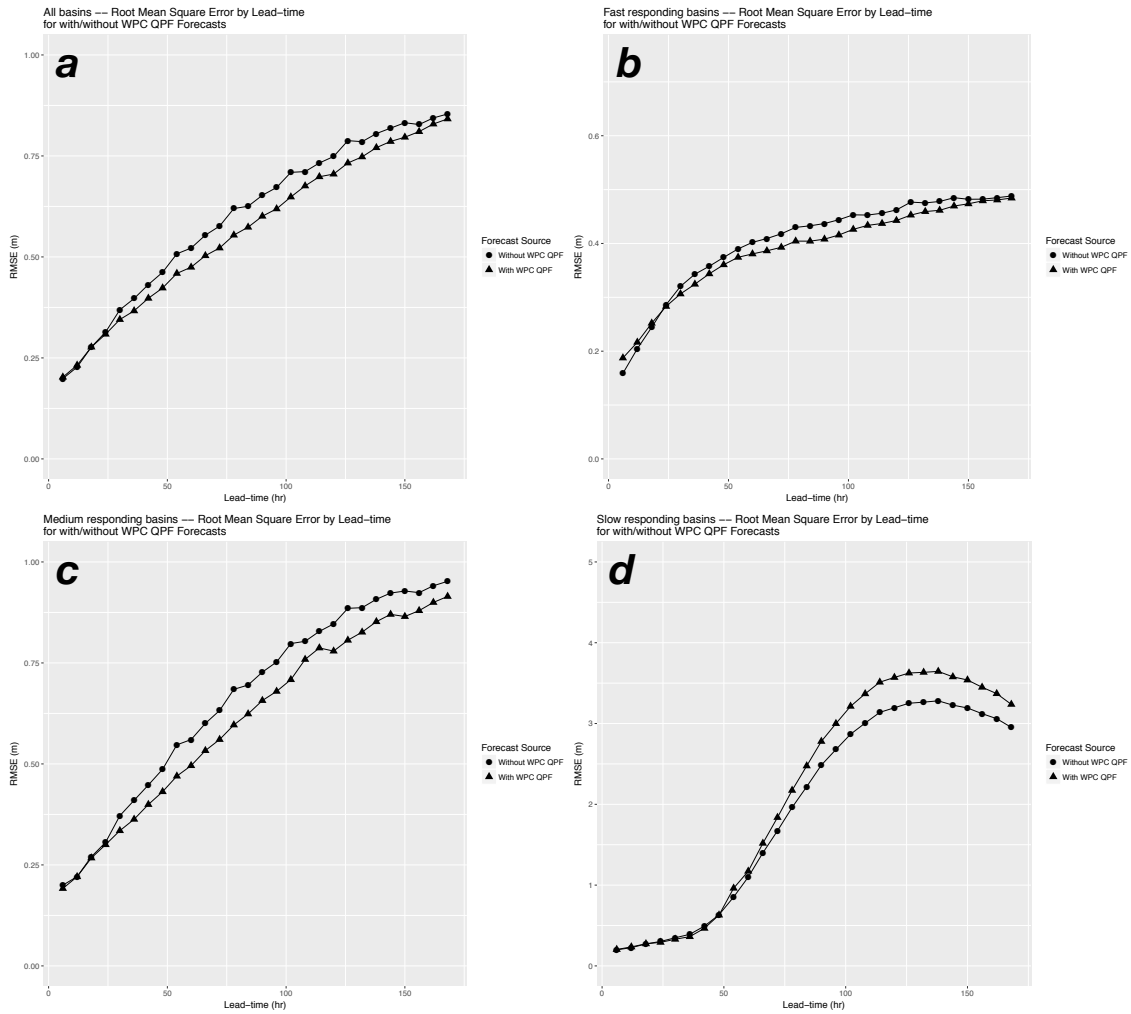 All basins −− Root Mean Square Error by Lead−time
for with/without WPC QPF Forecasts
a
1.00
0.75
0.50
0.25
0.00
RMSE (m)
0 50 100 150
Lead−time (hr)
Forecast Source
Without WPC QPF
With WPC QPF
Fast responding basins −− Root Mean Square Error by Lead−time
for with/without WPC QPF Forecasts
b
0.6
0.4
0.2
0.0
RMSE (m)
0 50 100 150
Lead−time (hr)
Forecast Source
Without WPC QPF
With WPC QPF
Medium responding basins −− Root Mean Square Error by Lead−time
for with/without WPC QPF Forecasts
c
1.00
0.75
0.50
0.25
0.00
RMSE (m)
0 50 100 150
Lead−time (hr)
Forecast Source
Without WPC QPF
With WPC QPF
Slow responding basins −− Root Mean Square Error by Lead−time
for with/without WPC QPF Forecasts
d
5
4
3
2
1
0
RMSE (m)
0 50 100 150
Lead−time (hr)
Forecast Source
Without WPC QPF
With WPC QPF